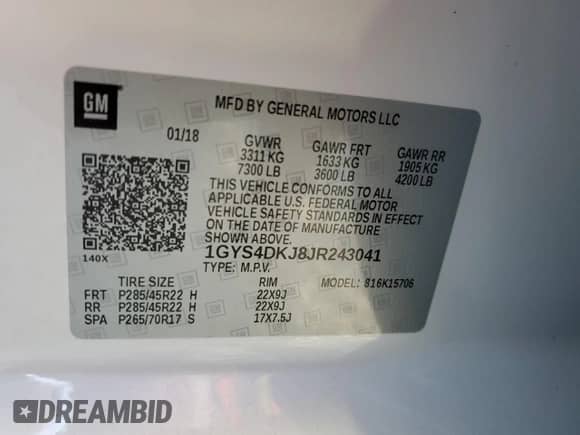 GM
MFD BY GENERAL MOTORS LLC
01/18
GVWR
3311 KG
7300 LB
GAWR FRT
1633 KG
3600 LB
GAWR RR
1905 KG
4200 LB
THIS VEHICLE CONFORMS TO ALL
APPLICABLE U.S. FEDERAL MOTOR
VEHICLE SAFETY STANDARDS IN EFFECT
ON THE DATE OF MANUFACTURE
SHOWN ABOVE.
140X
1GYS4DKJ8JR243041
TYPE: M.P.V.
MODEL: 816K15706
TIRE SIZE RIM
FRT P285/45R22 H 22X9J
RR P285/45R22 H 22X9J
SPA P265/70R17 S 17X7.5J
DREAMBID